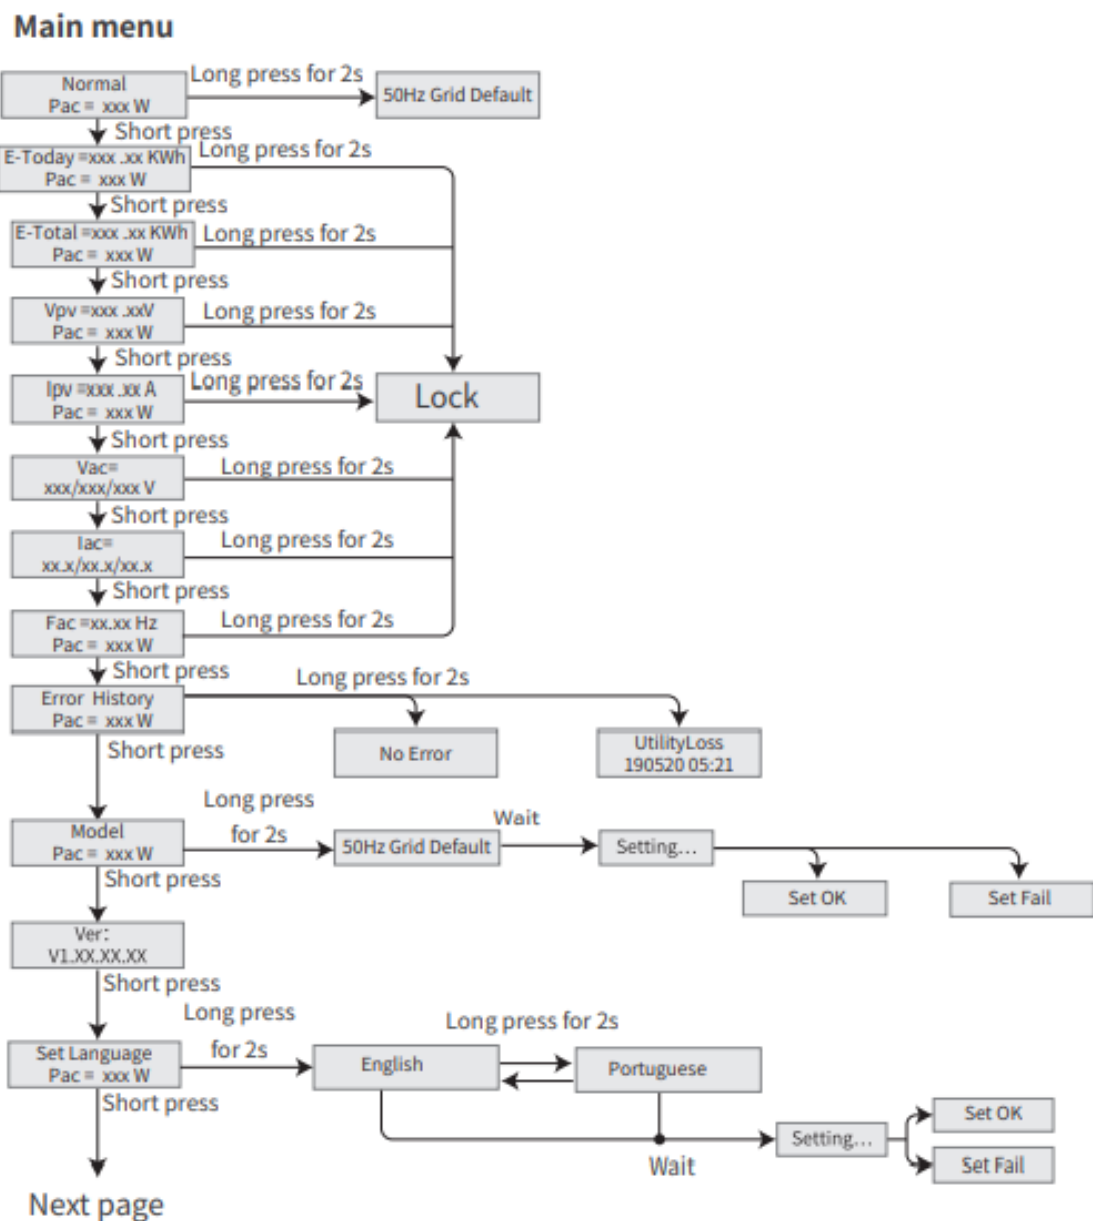 Main menu
Normal
Pac = xxx W
Long press for 2s
50Hz Grid Default
Short press
E-Today =xxx .xx KWh
Pac = xxx W
Long press for 2s
Short press
E-Total =xxx .xx KWh
Pac = xxx W
Long press for 2s
Short press
Vpv =xxx .xxV
Pac = xxx W
Long press for 2s
Short press
Ipv =xxx .xx A
Pac = xxx W
Long press for 2s
Lock
Short press
Vac=
xxx/xxx/xxx V
Long press for 2s
Short press
Iac=
xx.x/xx.x/xx.x
Long press for 2s
Short press
Fac =xx.xx Hz
Pac = xxx W
Long press for 2s
Short press
Error History
Pac = xxx W
Long press for 2s
No Error
UtilityLoss
190520 05:21
Short press
Model
Pac = xxx W
Long press
for 2s
50Hz Grid Default
Wait
Setting...
Set OK
Set Fail
Short press
Ver:
V1.XX.XX.XX
Short press
Set Language
Pac = xxx W
Long press
for 2s
English
Long press for 2s
Portuguese
Wait
Setting...
Set OK
Set Fail
Short press
Next page